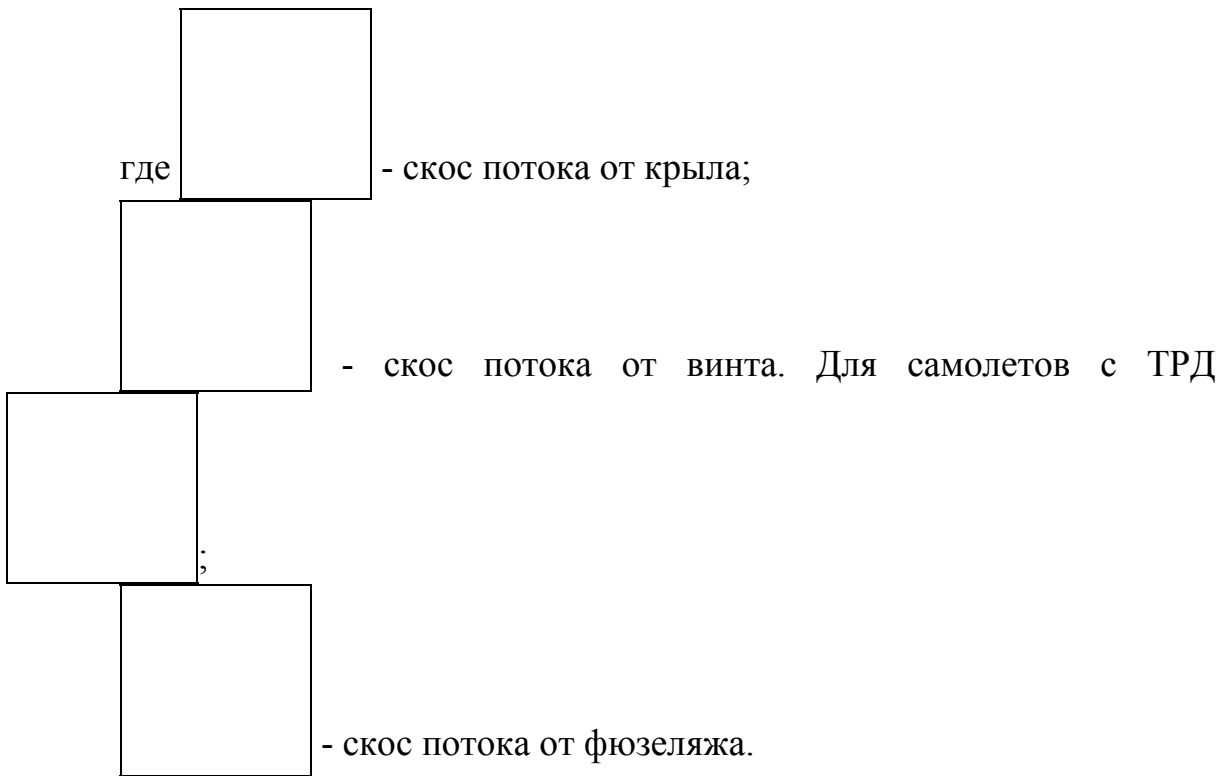 где - скос потока от крыла;
- скос потока от винта. Для самолетов с ТРД
;
- скос потока от фюзеляжа.